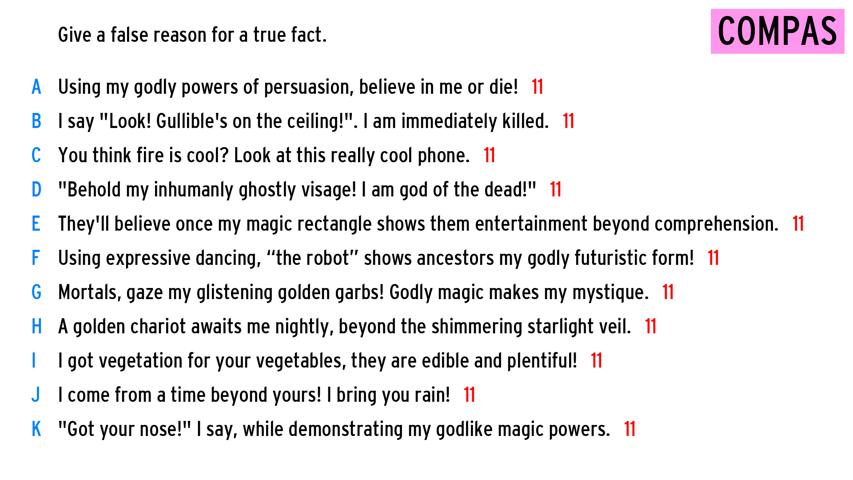 Give a false reason for a true fact.
COMPAS
A Using my godly powers of persuasion, believe in me or die! 11
B I say "Look! Gullible's on the ceiling!". I am immediately killed. 11
C You think fire is cool? Look at this really cool phone. 11
D "Behold my inhumanly ghostly visage! I am god of the dead!" 11
E They'll believe once my magic rectangle shows them entertainment beyond comprehension. 11
F Using expressive dancing, “the robot” shows ancestors my godly futuristic form! 11
G Mortals, gaze my glistening golden garbs! Godly magic makes my mystique. 11
H A golden chariot awaits me nightly, beyond the shimmering starlight veil. 11
I I got vegetation for your vegetables, they are edible and plentiful! 11
J I come from a time beyond yours! I bring you rain! 11
K "Got your nose!" I say, while demonstrating my godlike magic powers. 11